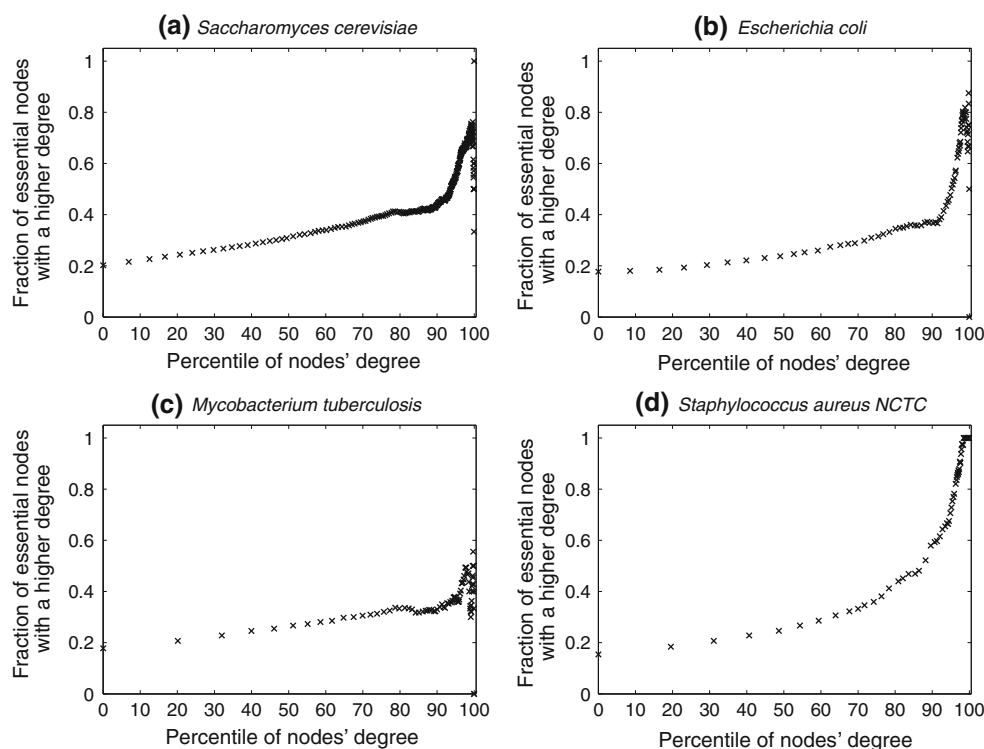 (a) Saccharomyces cerevisiae
Fraction of essential nodes
with a higher degree
1
0.8
0.6
0.4
0.2
0
0 10 20 30 40 50 60 70 80 90 100
Percentile of nodes' degree
(b) Escherichia coli
Fraction of essential nodes
with a higher degree
1
0.8
0.6
0.4
0.2
0
0 10 20 30 40 50 60 70 80 90 100
Percentile of nodes' degree
(c) Mycobacterium tuberculosis
Fraction of essential nodes
with a higher degree
1
0.8
0.6
0.4
0.2
0
0 10 20 30 40 50 60 70 80 90 100
Percentile of nodes' degree
(d) Staphylococcus aureus NCTC
Fraction of essential nodes
with a higher degree
1
0.8
0.6
0.4
0.2
0
0 10 20 30 40 50 60 70 80 90 100
Percentile of nodes' degree